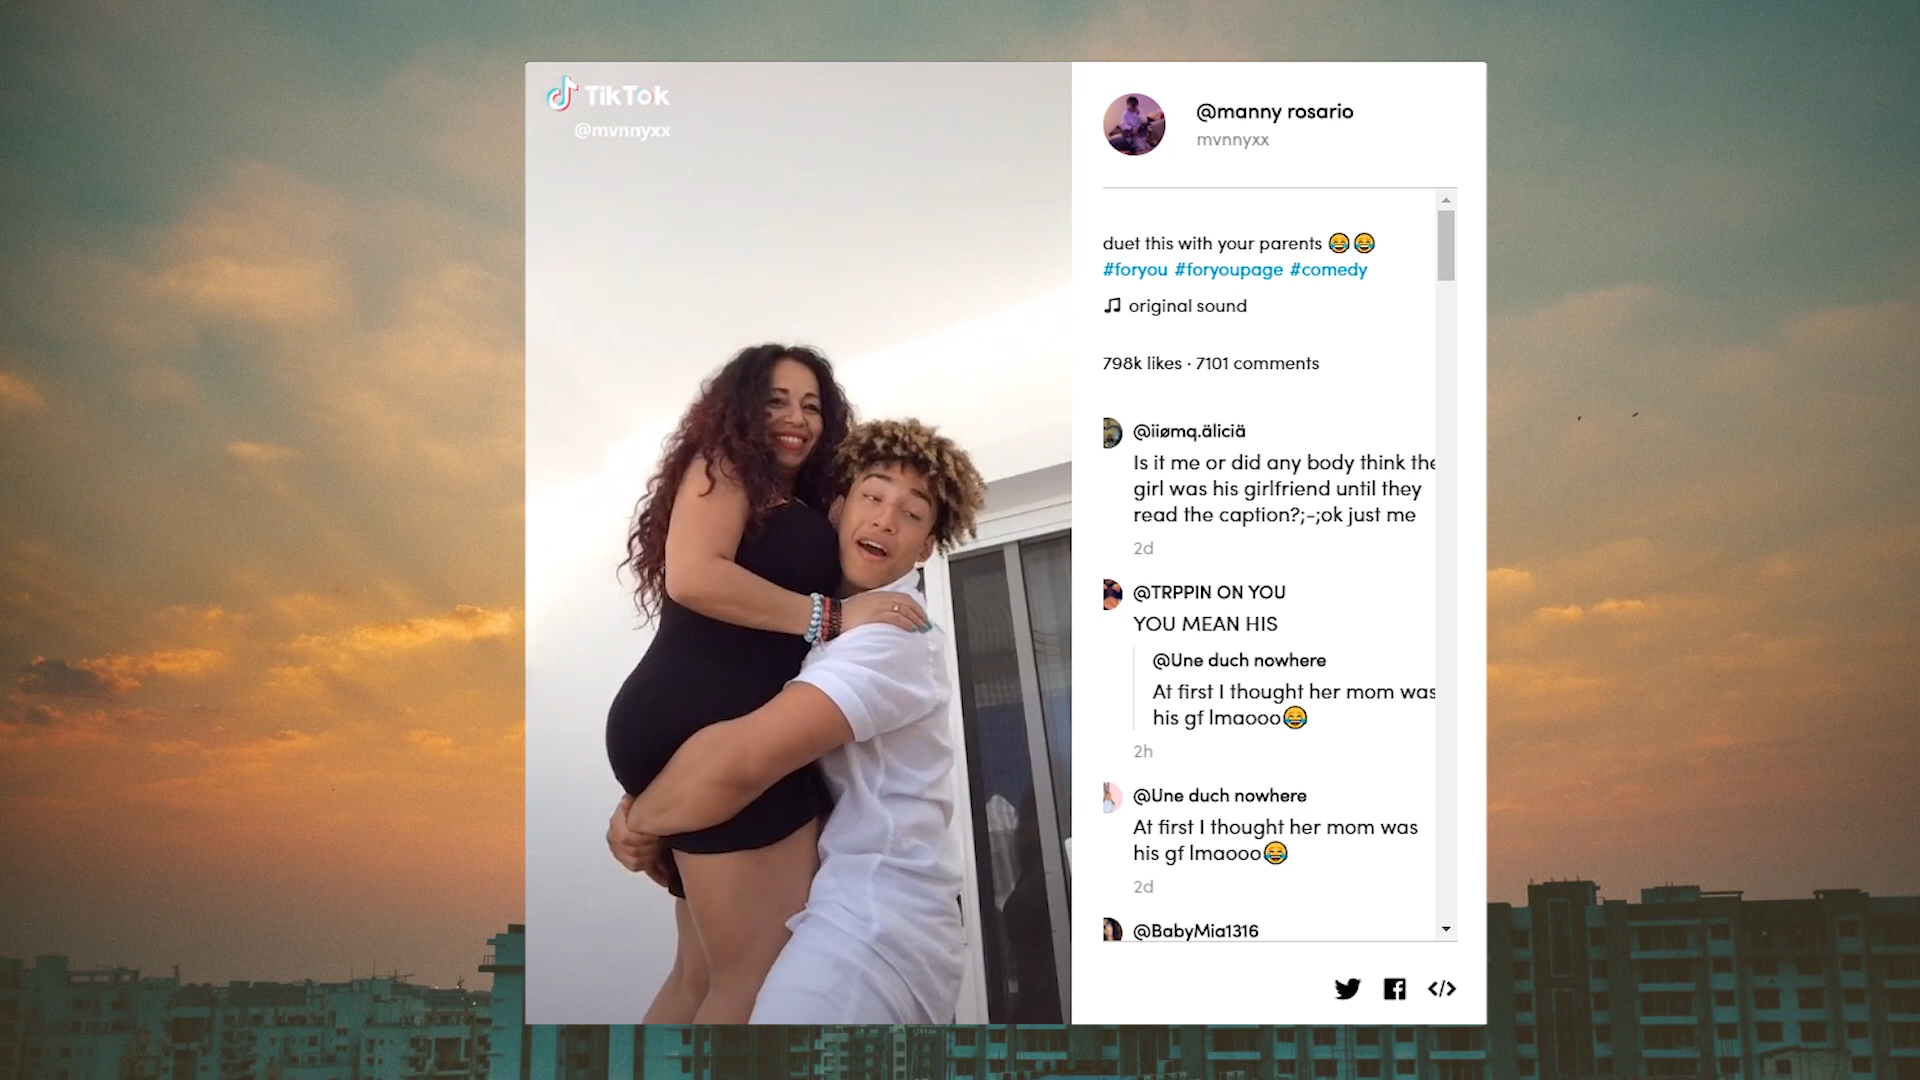 TikTok
@mvnnyxx
@manny rosario
mvnnyxx
duet this with your parents 😂😂
#foryou #foryoupage #comedy
original sound
798k likes · 7101 comments
@iiømq.äliciä
Is it me or did any body think the
girl was his girlfriend until they
read the caption?;-;ok just me
2d
@TRPPIN ON YOU
YOU MEAN HIS
@Une duch nowhere
At first I thought her mom was
his gf lmaooo😂
2h
@Une duch nowhere
At first I thought her mom was
his gf lmaooo😂
2d
@BabyMia1316